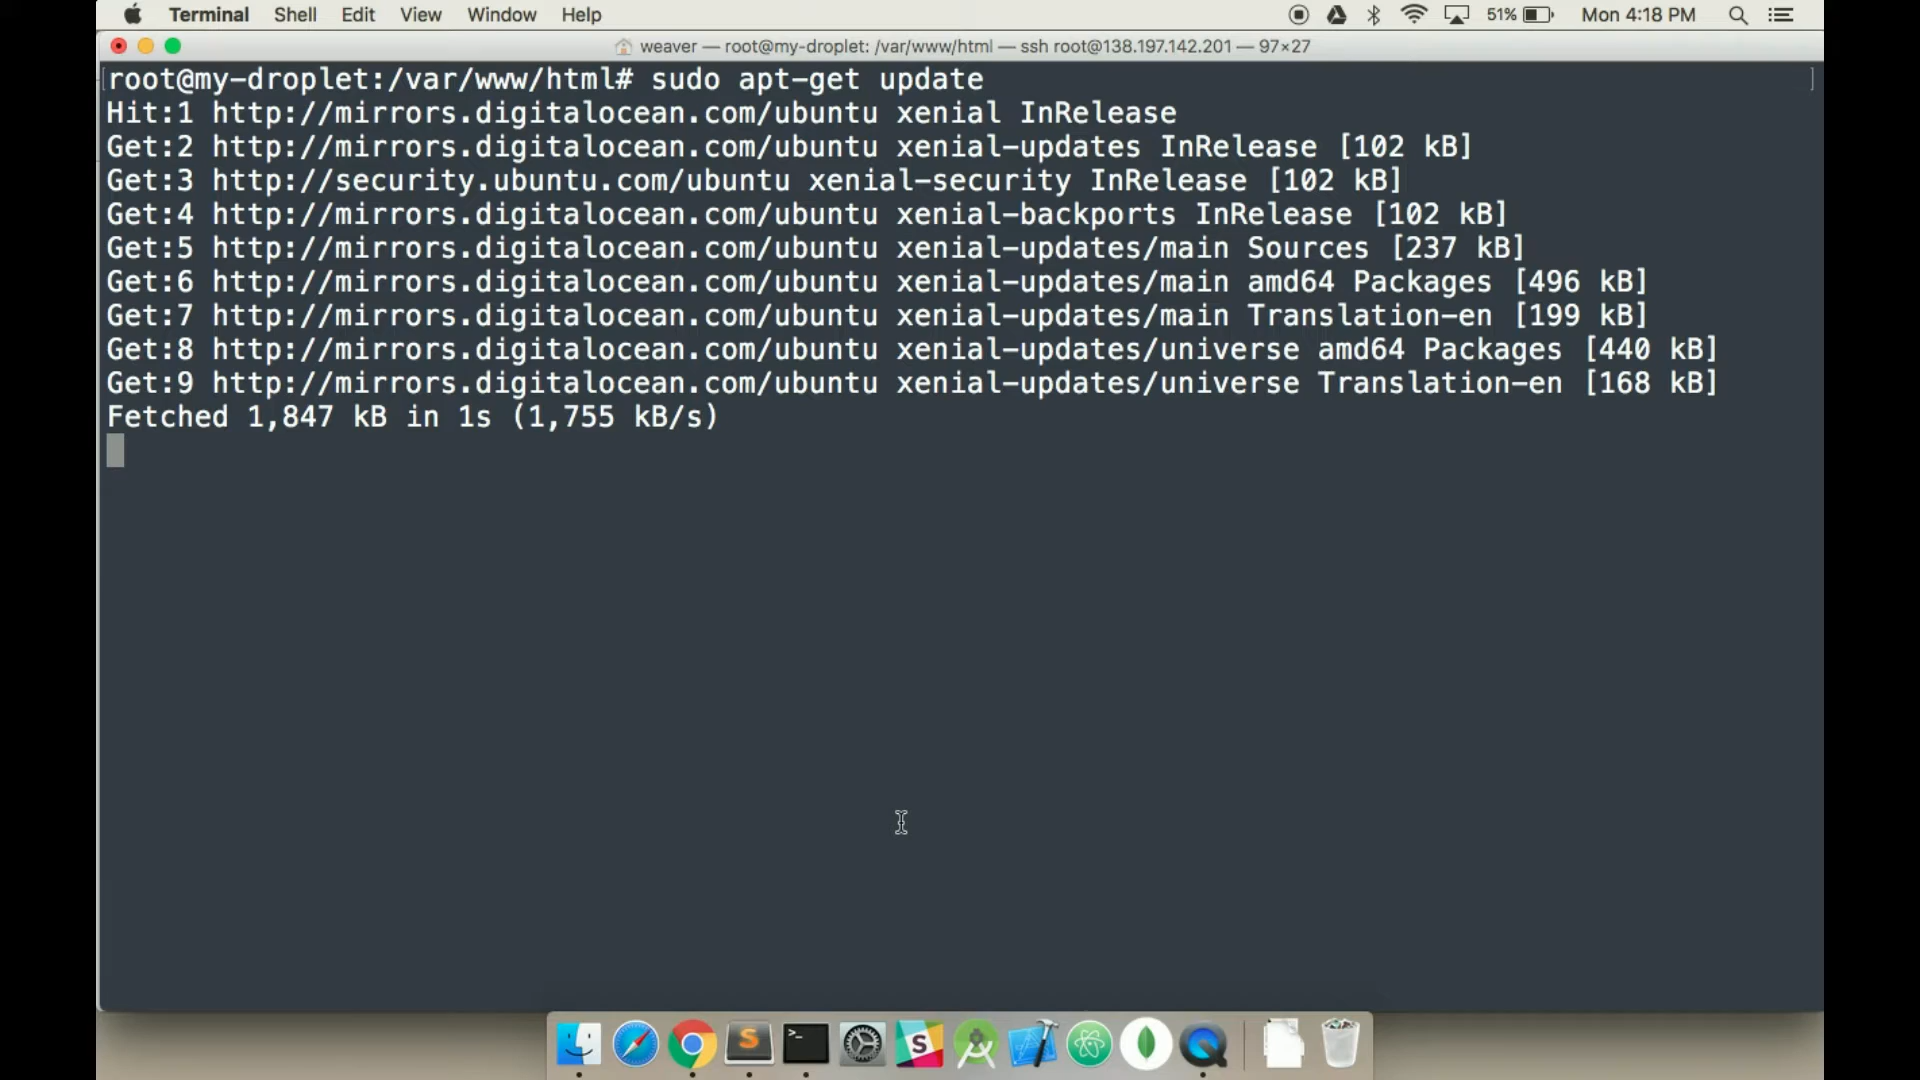 Terminal Shell Edit View Window Help 51% Mon 4:18 PM
weaver — root@my-droplet: /var/www/html — ssh root@138.197.142.201 — 97×27
root@my-droplet:/var/www/html# sudo apt-get update
Hit:1 http://mirrors.digitalocean.com/ubuntu xenial InRelease
Get:2 http://mirrors.digitalocean.com/ubuntu xenial-updates InRelease [102 kB]
Get:3 http://security.ubuntu.com/ubuntu xenial-security InRelease [102 kB]
Get:4 http://mirrors.digitalocean.com/ubuntu xenial-backports InRelease [102 kB]
Get:5 http://mirrors.digitalocean.com/ubuntu xenial-updates/main Sources [237 kB]
Get:6 http://mirrors.digitalocean.com/ubuntu xenial-updates/main amd64 Packages [496 kB]
Get:7 http://mirrors.digitalocean.com/ubuntu xenial-updates/main Translation-en [199 kB]
Get:8 http://mirrors.digitalocean.com/ubuntu xenial-updates/universe amd64 Packages [440 kB]
Get:9 http://mirrors.digitalocean.com/ubuntu xenial-updates/universe Translation-en [168 kB]
Fetched 1,847 kB in 1s (1,755 kB/s)